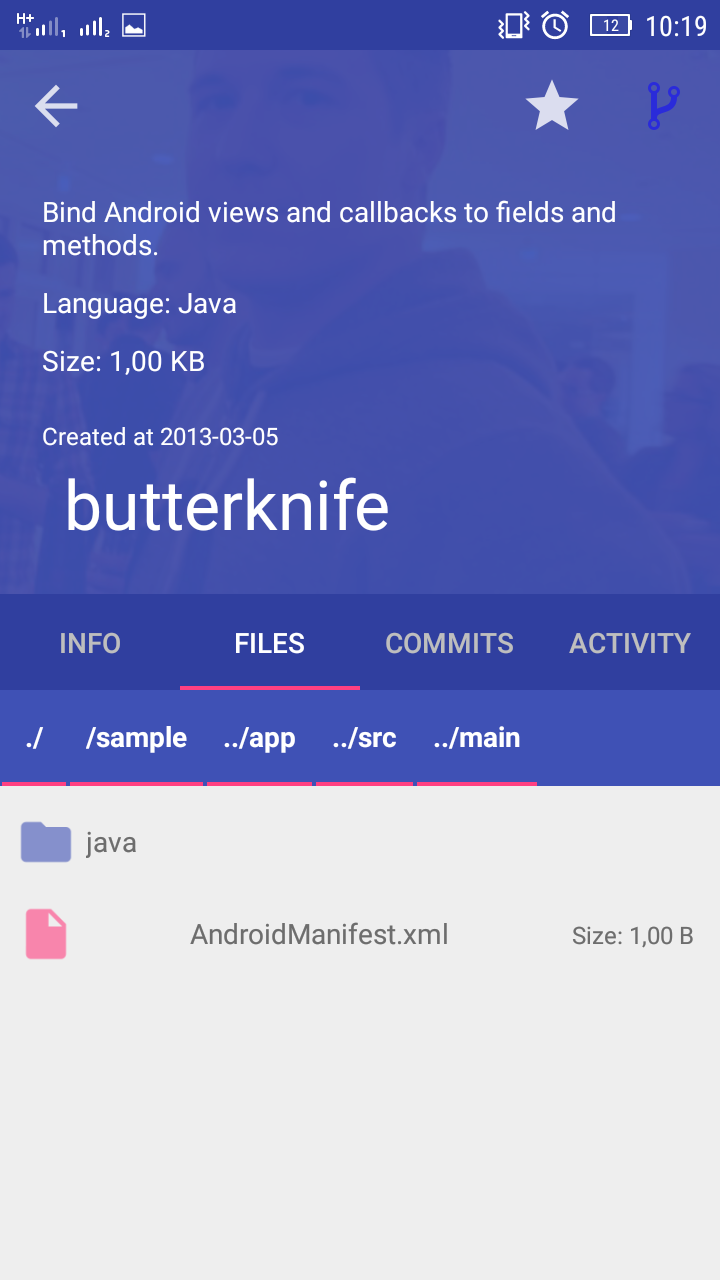 H+ 1 2 12 10:19
Bind Android views and callbacks to fields and
methods.
Language: Java
Size: 1,00 KB
Created at 2013-03-05
butterknife
INFO FILES COMMITS ACTIVITY
./ /sample ../app ../src ../main
java
AndroidManifest.xml Size: 1,00 B